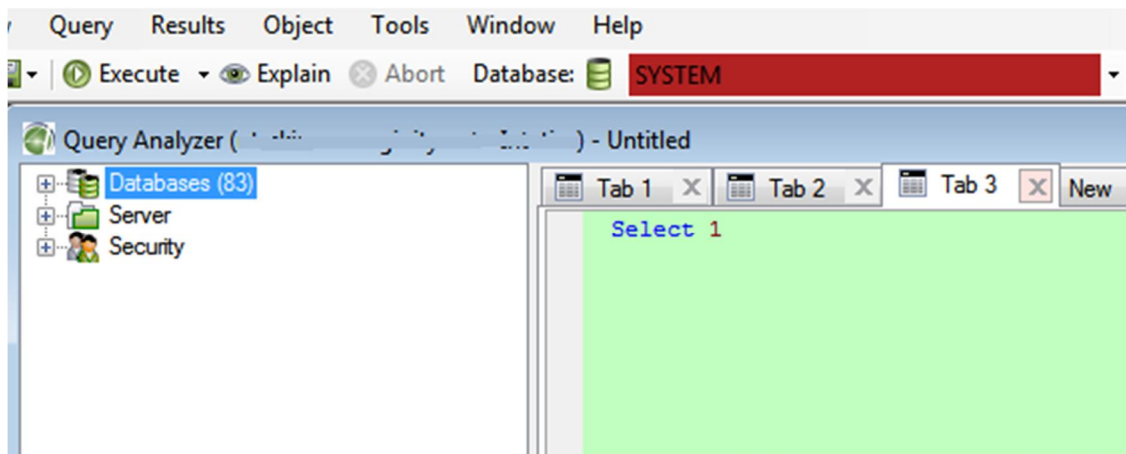 Query Results Object Tools Window Help
Execute Explain Abort Database: SYSTEM
Query Analyzer ( ) - Untitled
Databases (83)
Server
Security
Tab 1 Tab 2 Tab 3 New
Select 1